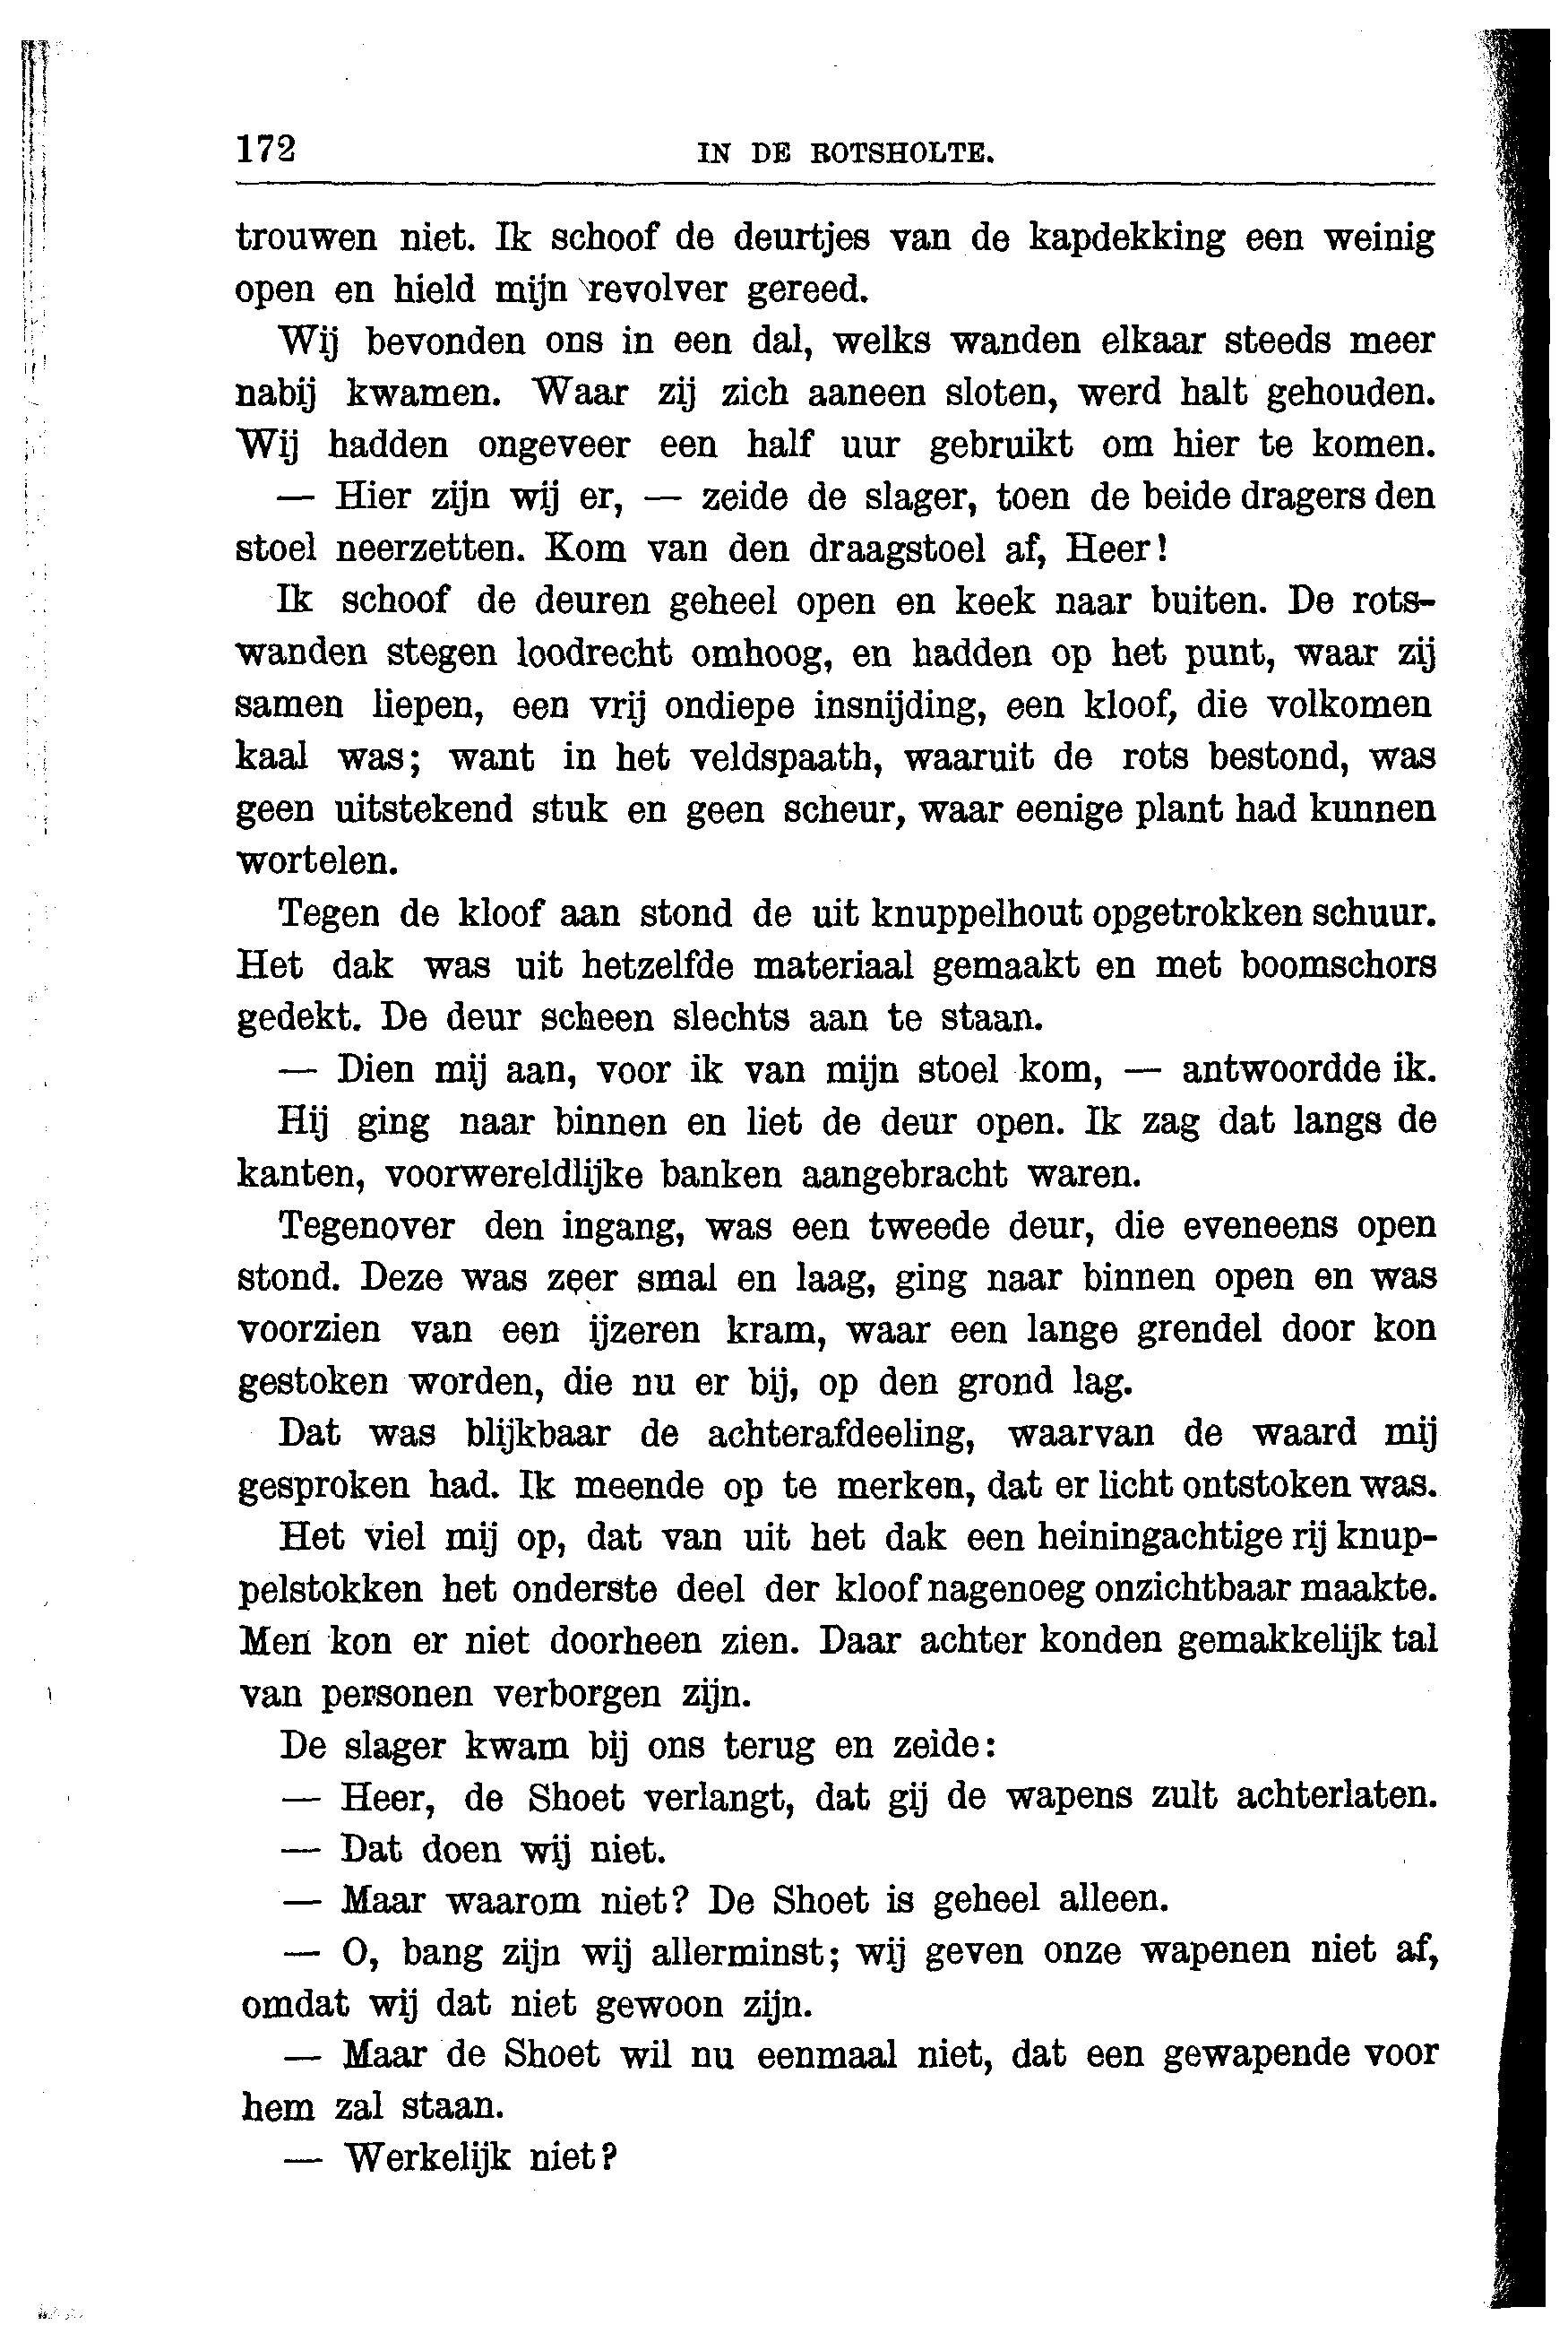 172 IN DE ROTSHOLTE.
trouwen niet. Ik schoof de deurtjes van de kapdekking een weinig
open en hield mijn revolver gereed.
Wij bevonden ons in een dal, welks wanden elkaar steeds meer
nabij kwamen. Waar zij zich aaneen sloten, werd halt gehouden.
Wij hadden ongeveer een half uur gebruikt om hier te komen.
— Hier zijn wij er, — zeide de slager, toen de beide dragers den
stoel neerzetten. Kom van den draagstoel af, Heer!
Ik schoof de deuren geheel open en keek naar buiten. De rots-
wanden stegen loodrecht omhoog, en hadden op het punt, waar zij
samen liepen, een vrij ondiepe insnijding, een kloof, die volkomen
kaal was; want in het veldspaath, waaruit de rots bestond, was
geen uitstekend stuk en geen scheur, waar eenige plant had kunnen
wortelen.
Tegen de kloof aan stond de uit knuppelhout opgetrokken schuur.
Het dak was uit hetzelfde materiaal gemaakt en met boomschors
gedekt. De deur scheen slechts aan te staan.
— Dien mij aan, voor ik van mijn stoel kom, — antwoordde ik.
Hij ging naar binnen en liet de deur open. Ik zag dat langs de
kanten, voorwereldlijke banken aangebracht waren.
Tegenover den ingang, was een tweede deur, die eveneens open
stond. Deze was zeer smal en laag, ging naar binnen open en was
voorzien van een ijzeren kram, waar een lange grendel door kon
gestoken worden, die nu er bij, op den grond lag.
Dat was blijkbaar de achterafdeeling, waarvan de waard mij
gesproken had. Ik meende op te merken, dat er licht ontstoken was.
Het viel mij op, dat van uit het dak een heiningachtige rij knup-
pelstokken het onderste deel der kloof nagenoeg onzichtbaar maakte.
Men kon er niet doorheen zien. Daar achter konden gemakkelijk tal
van personen verborgen zijn.
De slager kwam bij ons terug en zeide:
— Heer, de Shoet verlangt, dat gij de wapens zult achterlaten.
— Dat doen wij niet.
— Maar waarom niet? De Shoet is geheel alleen.
— O, bang zijn wij allerminst; wij geven onze wapenen niet af,
omdat wij dat niet gewoon zijn.
— Maar de Shoet wil nu eenmaal niet, dat een gewapende voor
hem zal staan.
— Werkelijk niet?